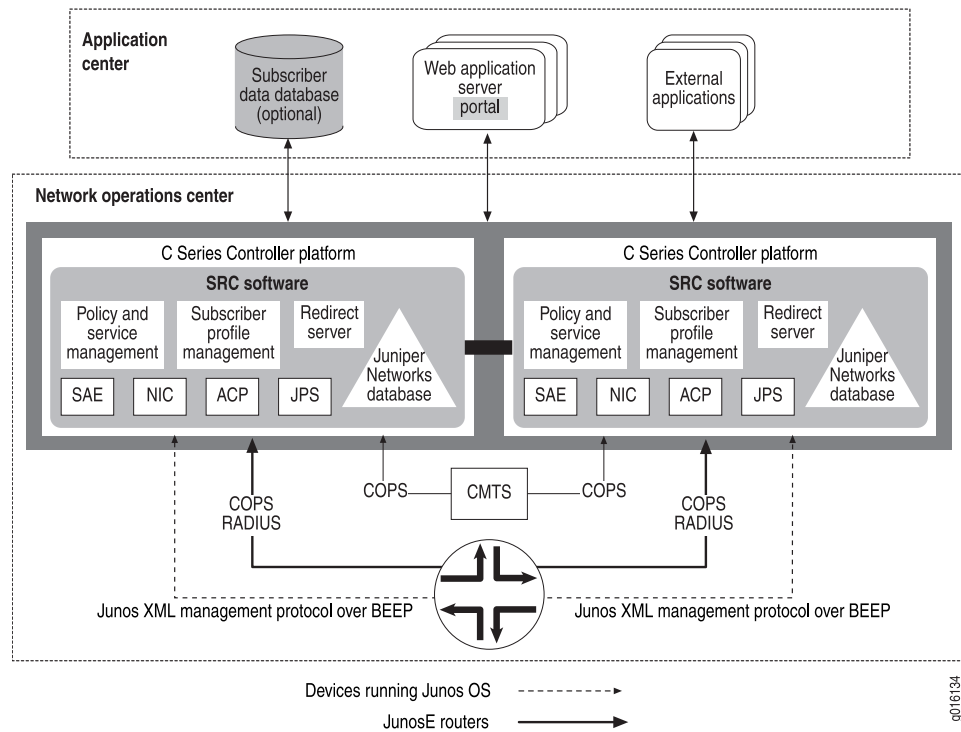 Application
center
Subscriber
data database
(optional)
Web application
server
portal
External
applications
Network operations center
C Series Controller platform
SRC software
Policy and
service
management
Subscriber
profile
management
Redirect
server
Juniper
Networks
database
SAE
NIC
ACP
JPS
C Series Controller platform
SRC software
Policy and
service
management
Subscriber
profile
management
Redirect
server
Juniper
Networks
database
SAE
NIC
ACP
JPS
COPS
CMTS
COPS
COPS
RADIUS
COPS
RADIUS
Junos XML management protocol over BEEP
Junos XML management protocol over BEEP
Devices running Junos OS
JunosE routers
g016134